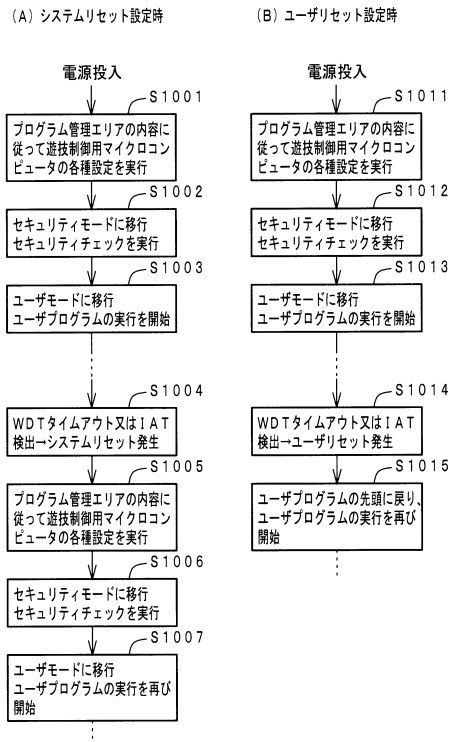 (A) システムリセット設定時
電源投入
S1001
プログラム管理エリアの内容に
従って遊技制御用マイクロコン
ピュータの各種設定を実行
S1002
セキュリティモードに移行
セキュリティチェックを実行
S1003
ユーザモードに移行
ユーザプログラムの実行を開始
S1004
WDTタイムアウト又はIAT
検出→システムリセット発生
S1005
プログラム管理エリアの内容に
従って遊技制御用マイクロコン
ピュータの各種設定を実行
S1006
セキュリティモードに移行
セキュリティチェックを実行
S1007
ユーザモードに移行
ユーザプログラムの実行を再び
開始
(B) ユーザリセット設定時
電源投入
S1011
プログラム管理エリアの内容に
従って遊技制御用マイクロコン
ピュータの各種設定を実行
S1012
セキュリティモードに移行
セキュリティチェックを実行
S1013
ユーザモードに移行
ユーザプログラムの実行を開始
S1014
WDTタイムアウト又はIAT
検出→ユーザリセット発生
S1015
ユーザプログラムの先頭に戻り、
ユーザプログラムの実行を再び
開始